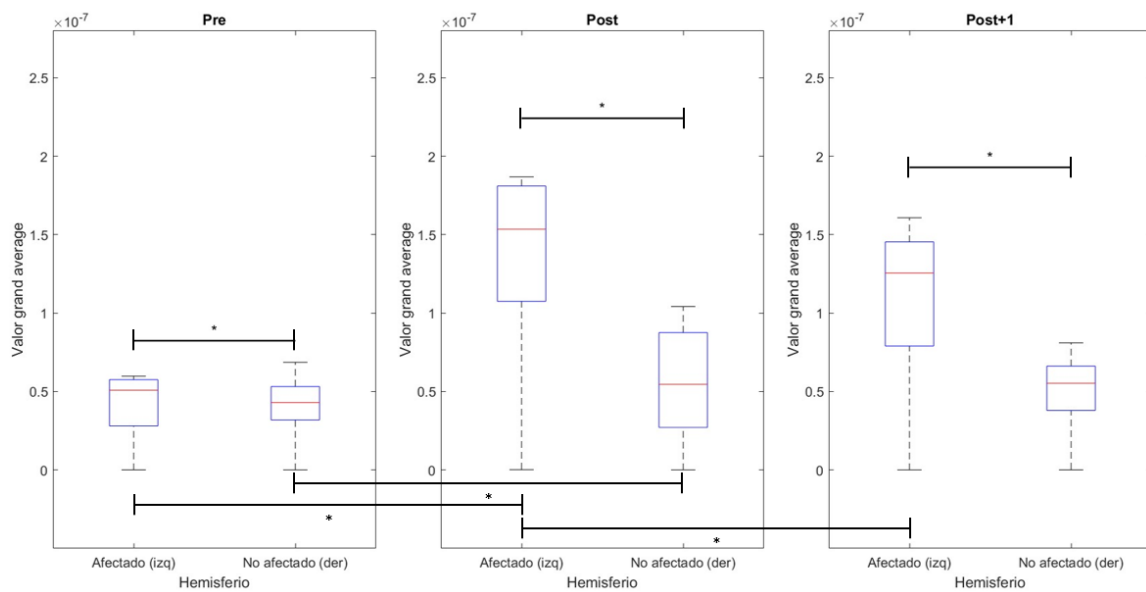 ×10⁻⁷ Pre
2.5
2
1.5
1
0.5
0
Valor grand average
*
Afectado (izq) No afectado (der)
Hemisferio
×10⁻⁷ Post
2.5
2
1.5
1
0.5
0
Valor grand average
*
Afectado (izq) No afectado (der)
Hemisferio
×10⁻⁷ Post+1
2.5
2
1.5
1
0.5
0
Valor grand average
*
Afectado (izq) No afectado (der)
Hemisferio
*
*
*